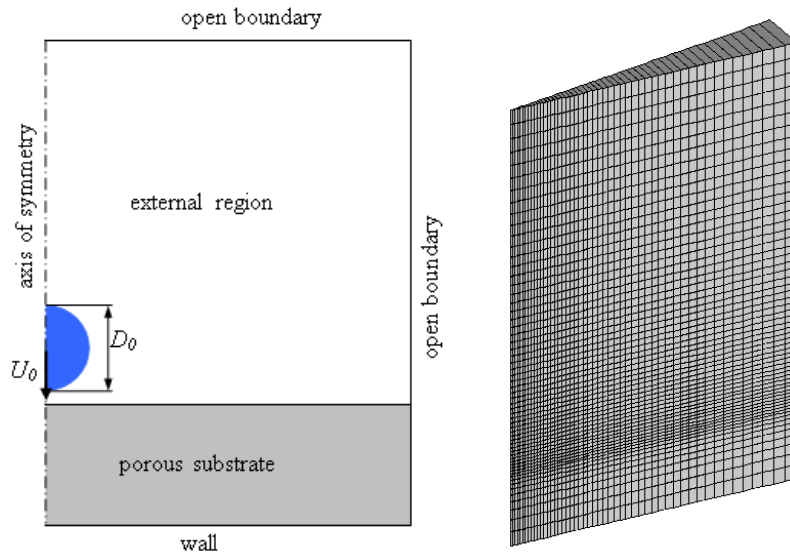 open boundary
axis of symmetry
external region
open boundary
D₀
U₀
porous substrate
wall